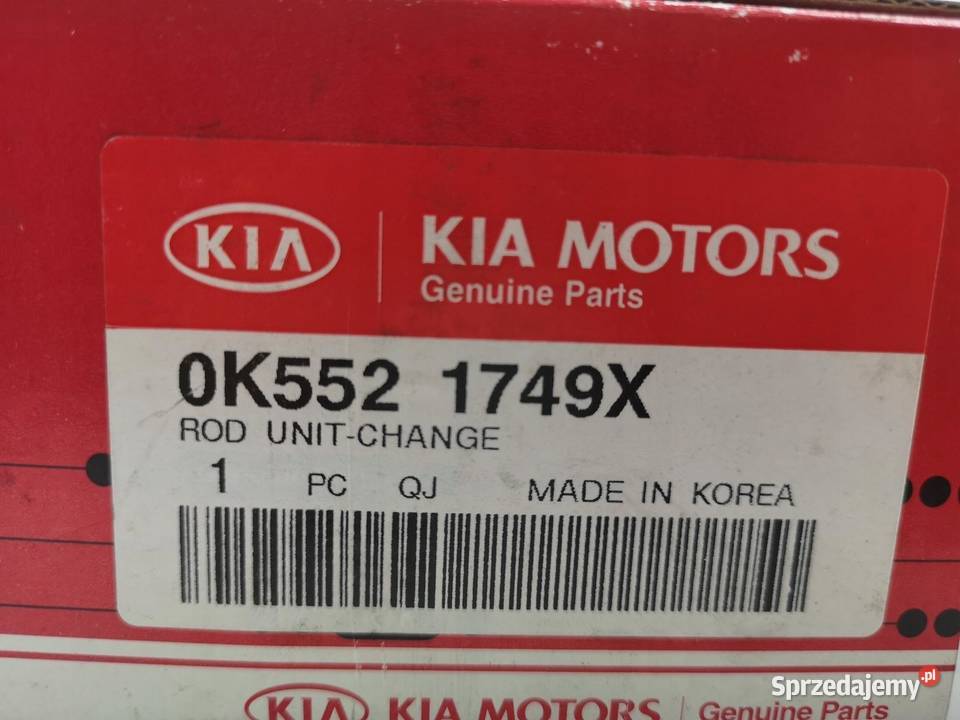 KIA KIA MOTORS
Genuine Parts
0K552 1749X
ROD UNIT-CHANGE
1 PC QJ MADE IN KOREA
KIA KIA MOTORS Genuine Parts
Sprzedajemy.pl